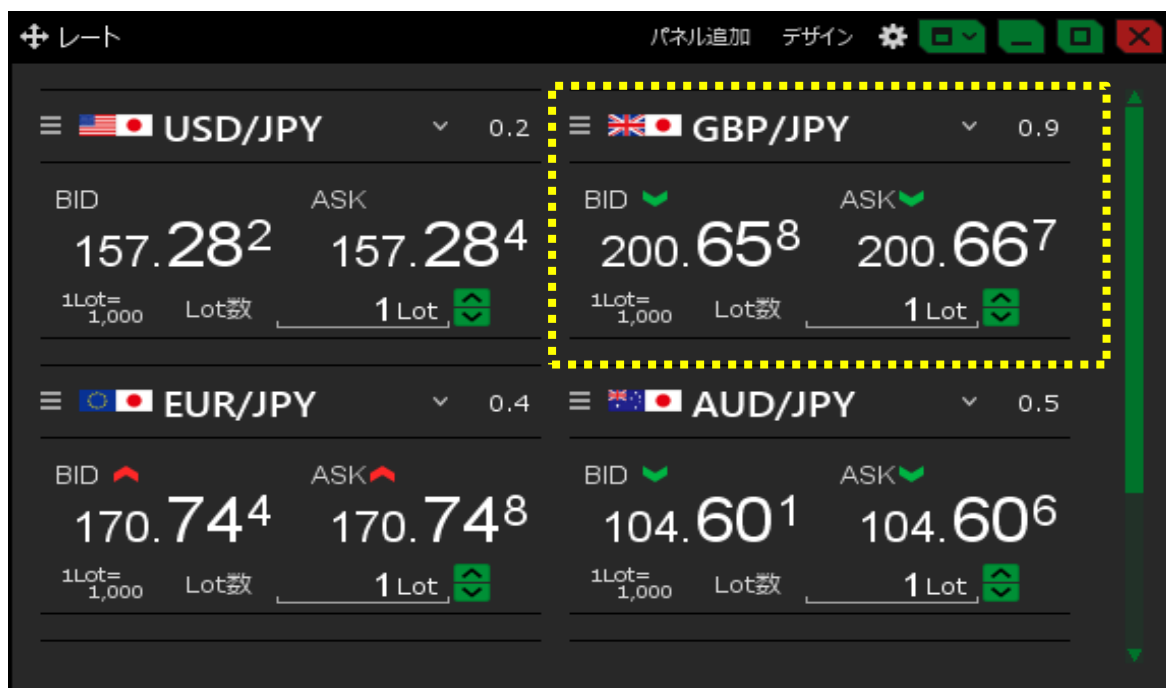 レート パネル追加 デザイン
USD/JPY 0.2
BID ASK
157.282 157.284
1Lot=1,000 Lot数 1 Lot
GBP/JPY 0.9
BID ASK
200.658 200.667
1Lot=1,000 Lot数 1 Lot
EUR/JPY 0.4
BID ASK
170.744 170.748
1Lot=1,000 Lot数 1 Lot
AUD/JPY 0.5
BID ASK
104.601 104.606
1Lot=1,000 Lot数 1 Lot